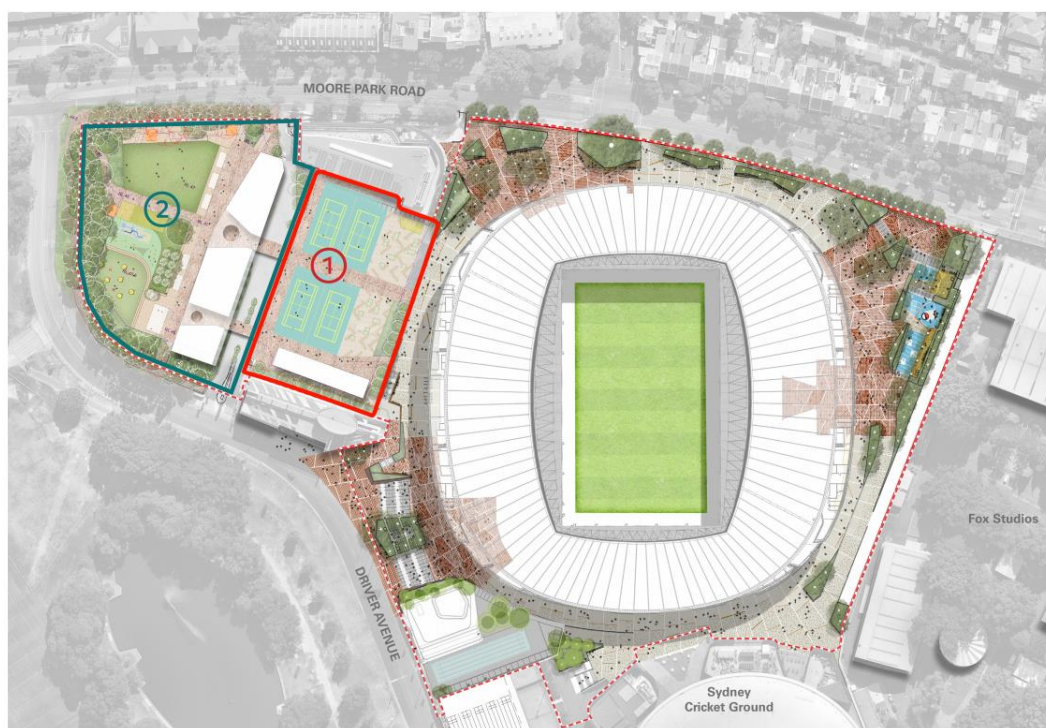 MOORE PARK ROAD
2
1
Fox Studios
DRIVER AVENUE
Sydney
Cricket Ground